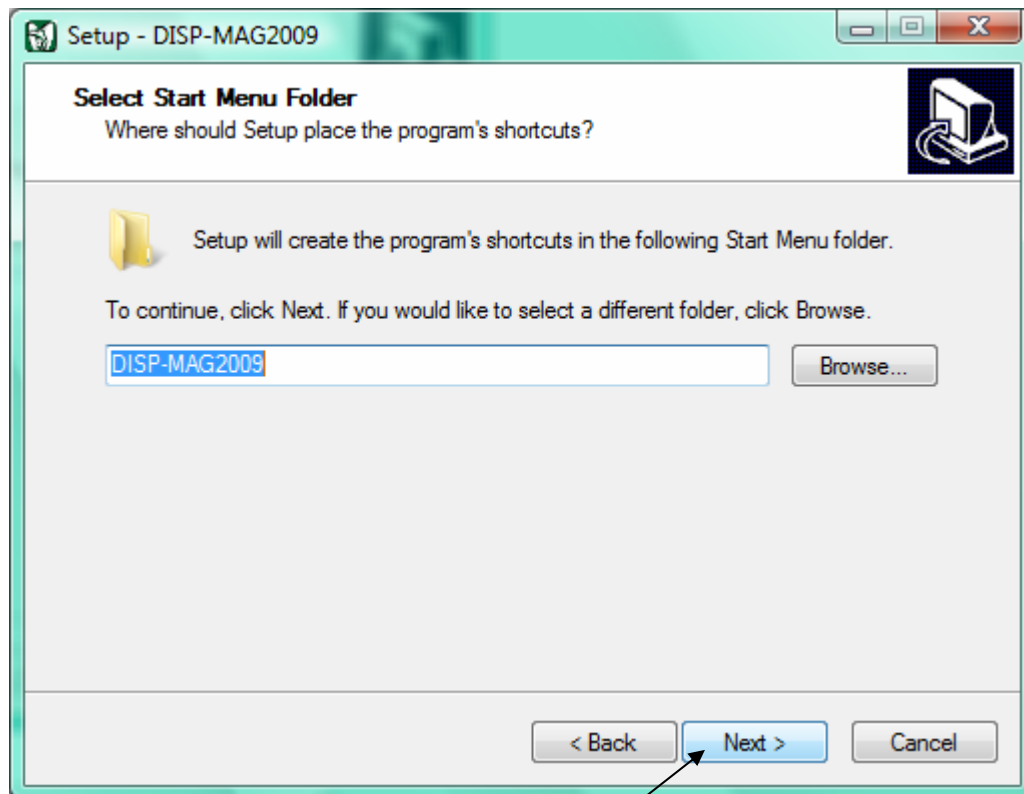 Setup - DISP-MAG2009
Select Start Menu Folder
Where should Setup place the program's shortcuts?
Setup will create the program's shortcuts in the following Start Menu folder.
To continue, click Next. If you would like to select a different folder, click Browse.
DISP-MAG2009
Browse...
< Back
Next >
Cancel